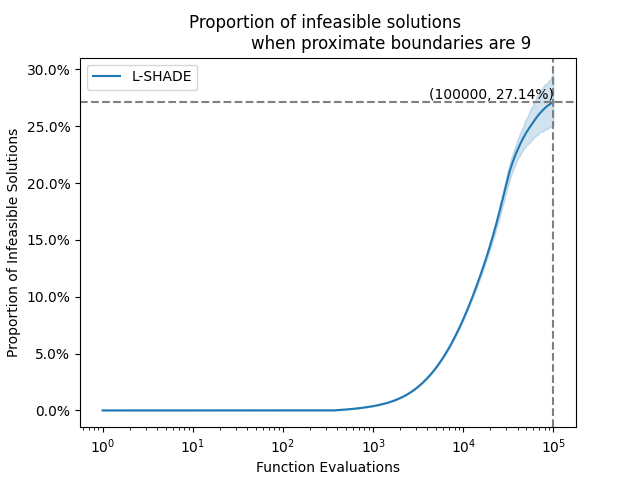 Proportion of infeasible solutions
when proximate boundaries are 9
L-SHADE
(100000, 27.14%)
30.0%
25.0%
20.0%
15.0%
10.0%
5.0%
0.0%
Proportion of Infeasible Solutions
10⁰ 10¹ 10² 10³ 10⁴ 10⁵
Function Evaluations